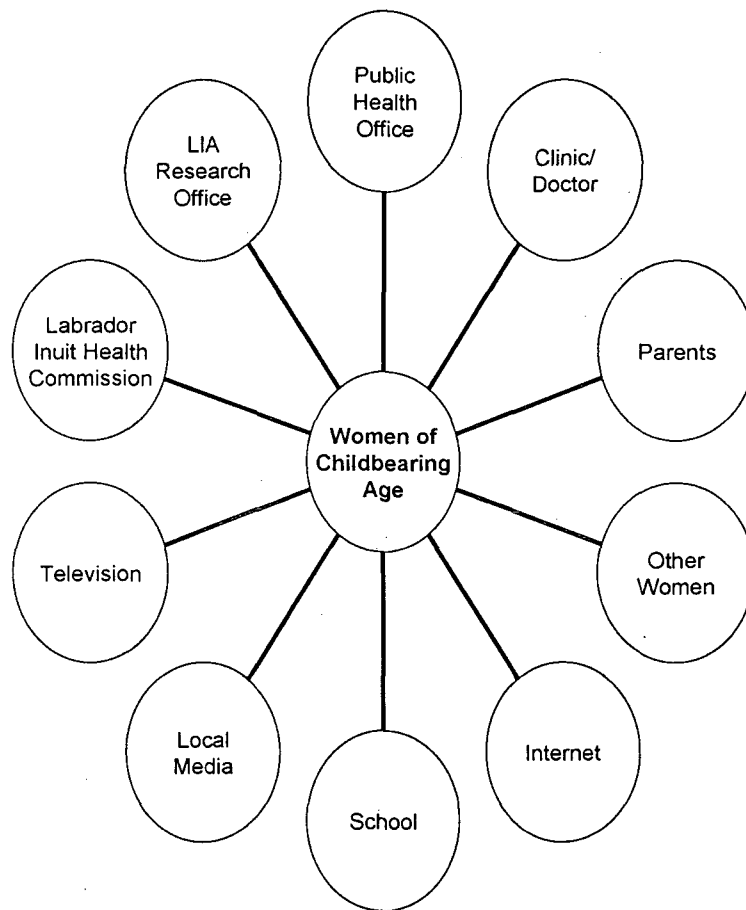 Public
Health
Office
Clinic/
Doctor
Parents
Other
Women
Internet
School
Local
Media
Television
Labrador
Inuit Health
Commission
LIA
Research
Office
Women of
Childbearing
Age